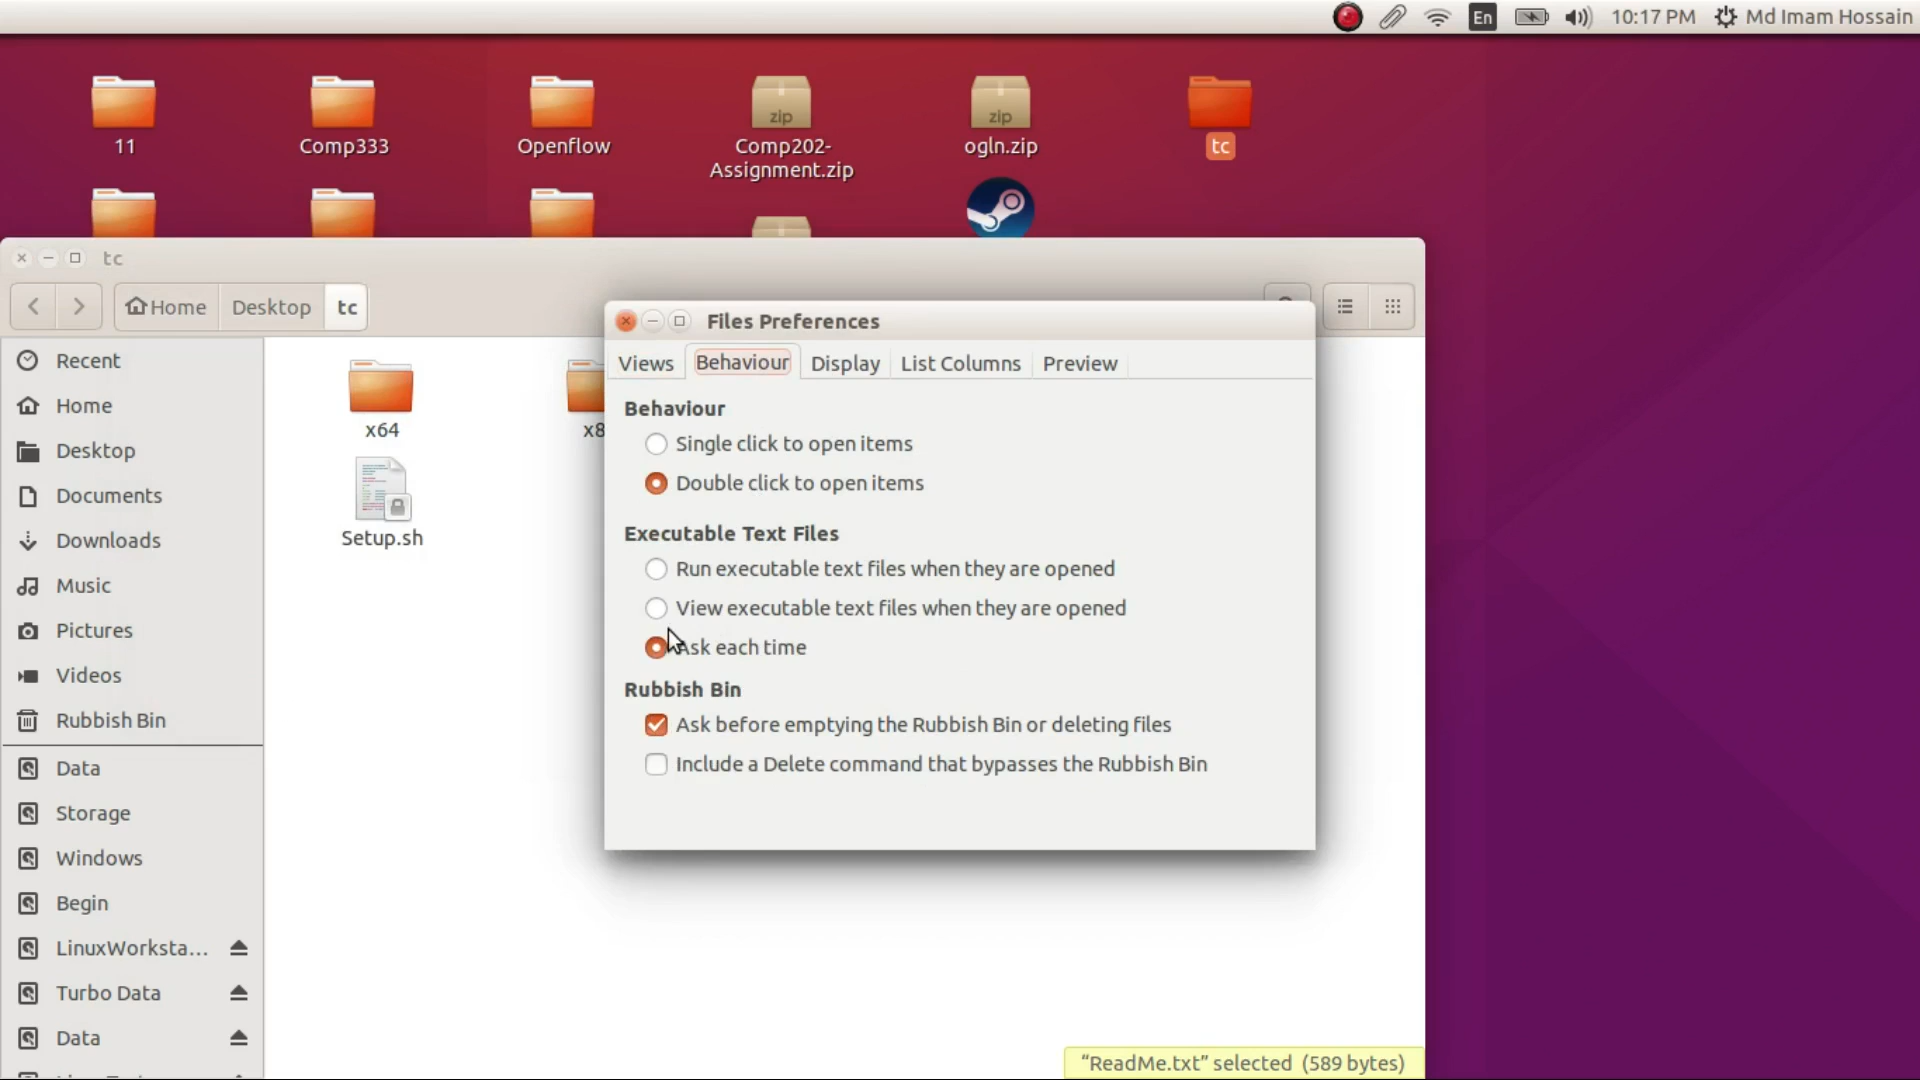 En
10:17 PM
Md Imam Hossain
11
Comp333
Openflow
zip
Comp202-
Assignment.zip
zip
ogln.zip
tc
tc
Home
Desktop
tc
Recent
Home
Desktop
Documents
Downloads
Music
Pictures
Videos
Rubbish Bin
Data
Storage
Windows
Begin
LinuxWorksta...
Turbo Data
Data
x64
x8
Setup.sh
Files Preferences
Views
Behaviour
Display
List Columns
Preview
Behaviour
Single click to open items
Double click to open items
Executable Text Files
Run executable text files when they are opened
View executable text files when they are opened
Ask each time
Rubbish Bin
Ask before emptying the Rubbish Bin or deleting files
Include a Delete command that bypasses the Rubbish Bin
“ReadMe.txt” selected (589 bytes)